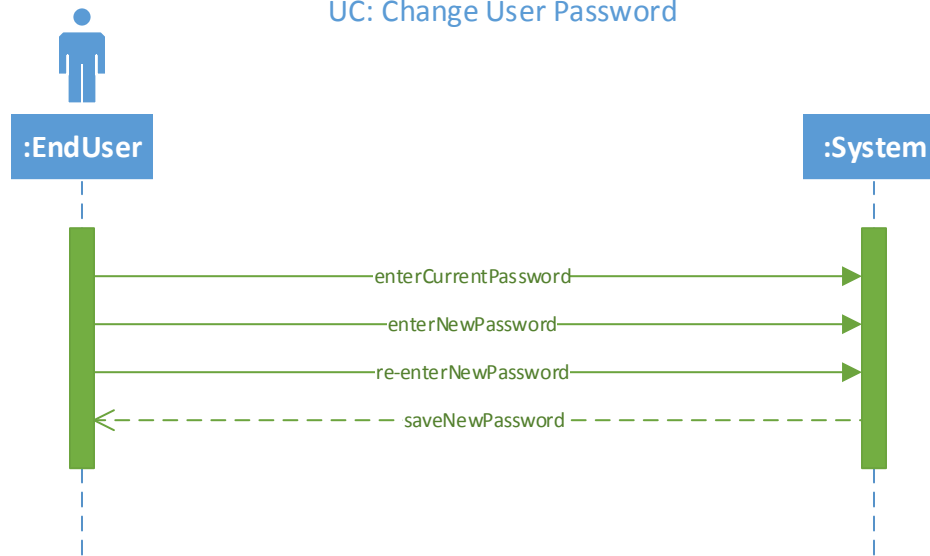 UC: Change User Password
:EndUser
:System
enterCurrentPassword
enterNewPassword
re-enterNewPassword
saveNewPassword